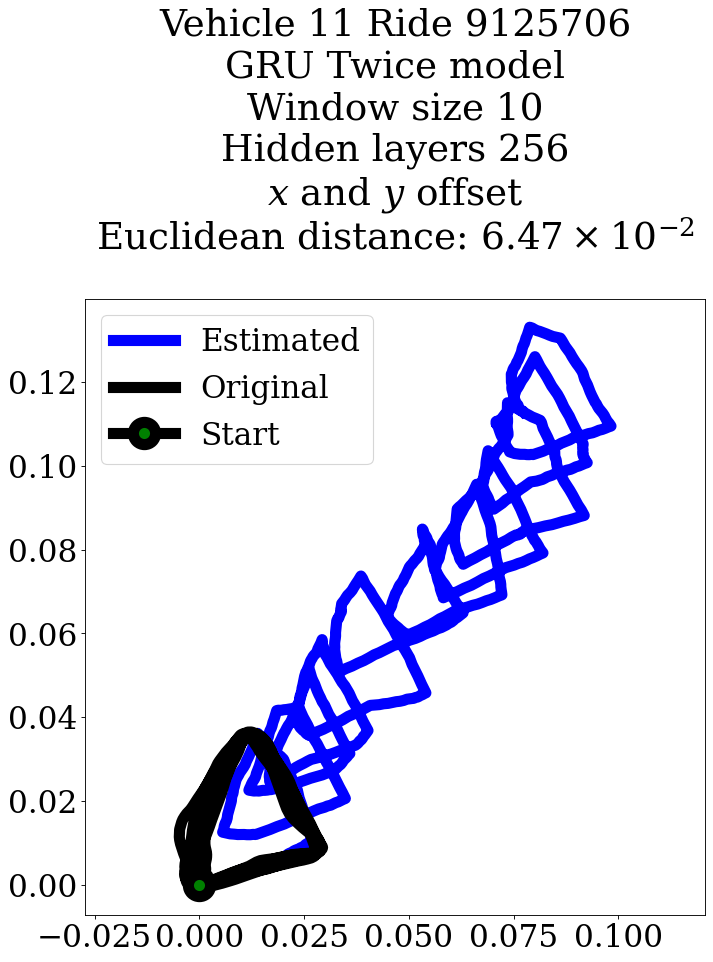 Vehicle 11 Ride 9125706
GRU Twice model
Window size 10
Hidden layers 256
x and y offset
Euclidean distance: 6.47 × 10⁻²
Estimated
Original
Start
0.12
0.10
0.08
0.06
0.04
0.02
0.00
−0.025 0.000 0.025 0.050 0.075 0.100